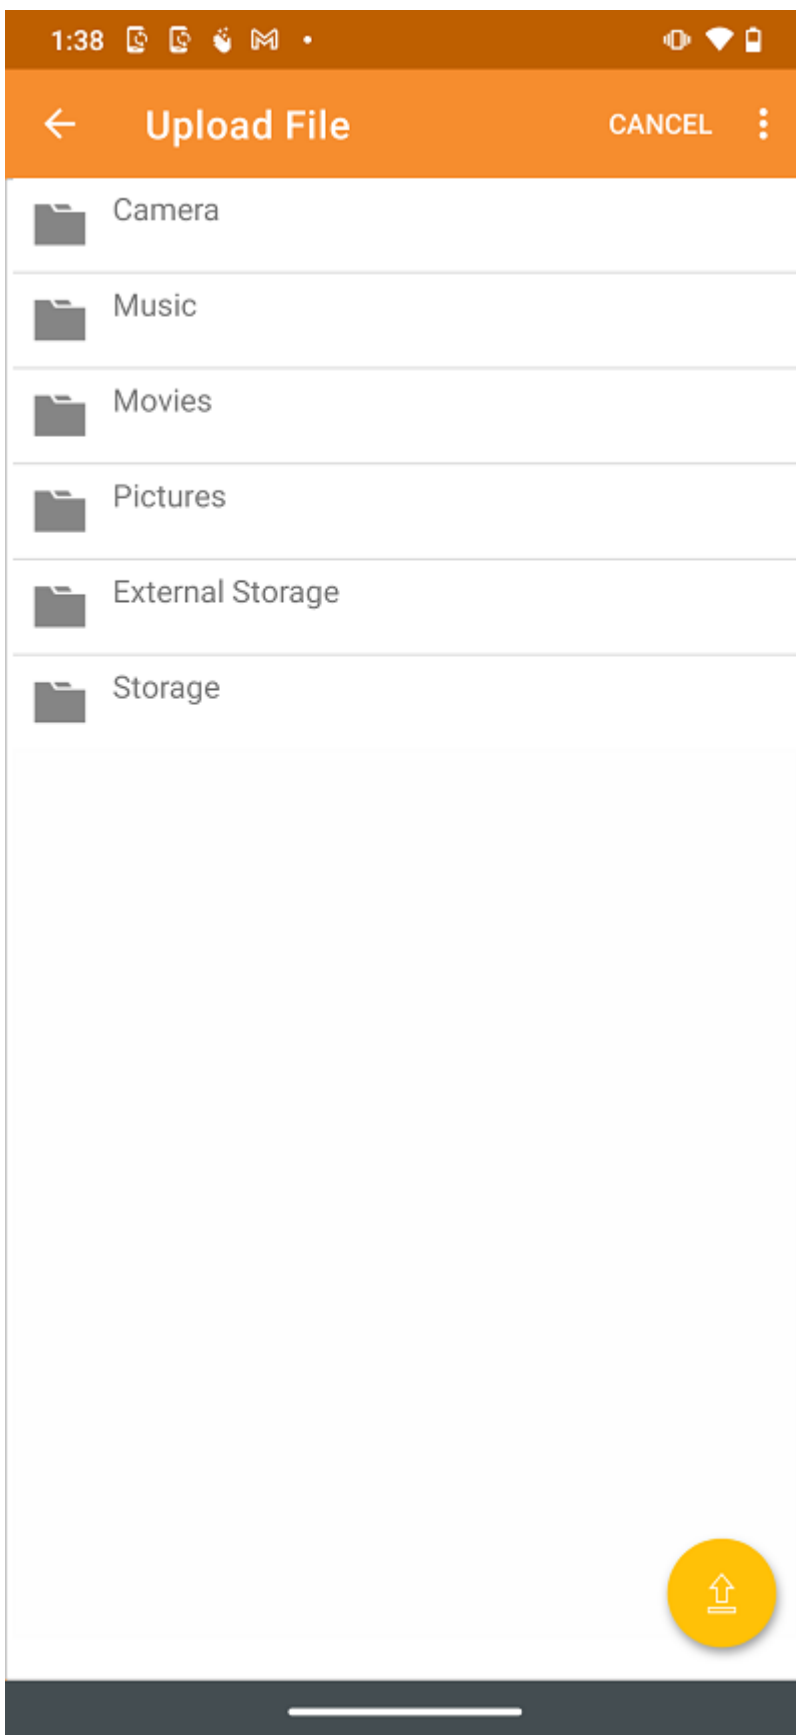 1:38
Upload File CANCEL
Camera
Music
Movies
Pictures
External Storage
Storage